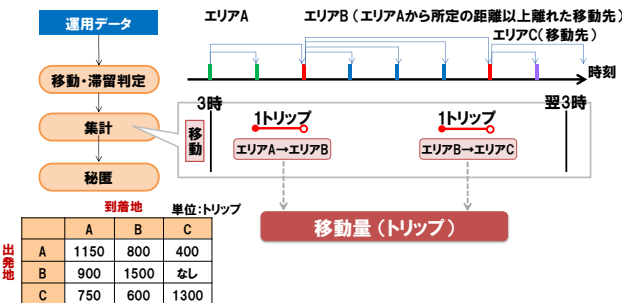 運用データ
移動・滞留判定
集計
秘匿
エリアA
エリアB（エリアAから所定の距離以上離れた移動先）
エリアC（移動先）
時刻
3時
翌3時
移動
1トリップ
1トリップ
エリアA→エリアB
エリアB→エリアC
移動量（トリップ）
到着地
単位:トリップ
出発地
A B C
A 1150 800 400
B 900 1500 なし
C 750 600 1300